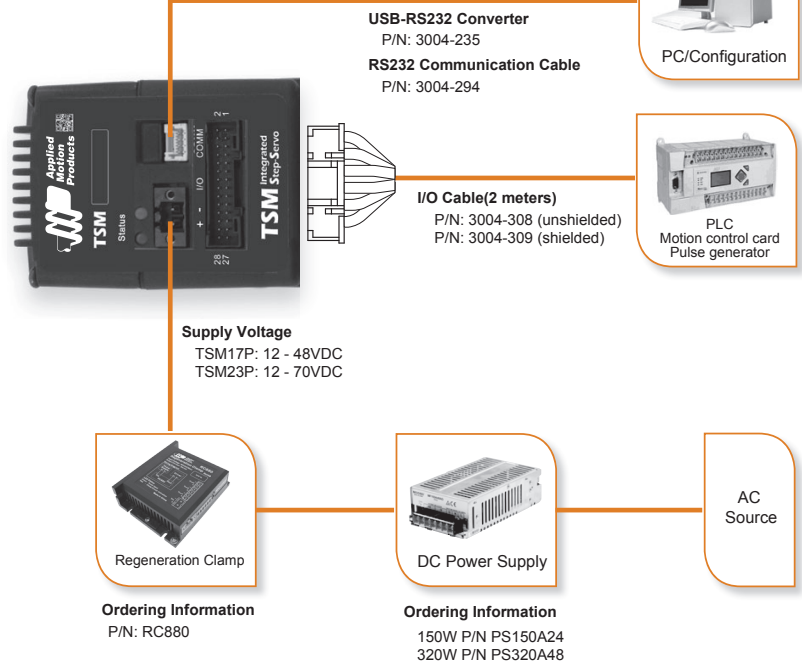 USB-RS232 Converter
P/N: 3004-235
RS232 Communication Cable
P/N: 3004-294
PC/Configuration
Applied
Motion
Products
TSM
Status
COMM
I/O
+ -
2
1
28
27
TSM Integrated
Step-Servo
I/O Cable(2 meters)
P/N: 3004-308 (unshielded)
P/N: 3004-309 (shielded)
PLC
Motion control card
Pulse generator
Supply Voltage
TSM17P: 12 - 48VDC
TSM23P: 12 - 70VDC
Regeneration Clamp
DC Power Supply
AC
Source
Ordering Information
P/N: RC880
Ordering Information
150W P/N PS150A24
320W P/N PS320A48